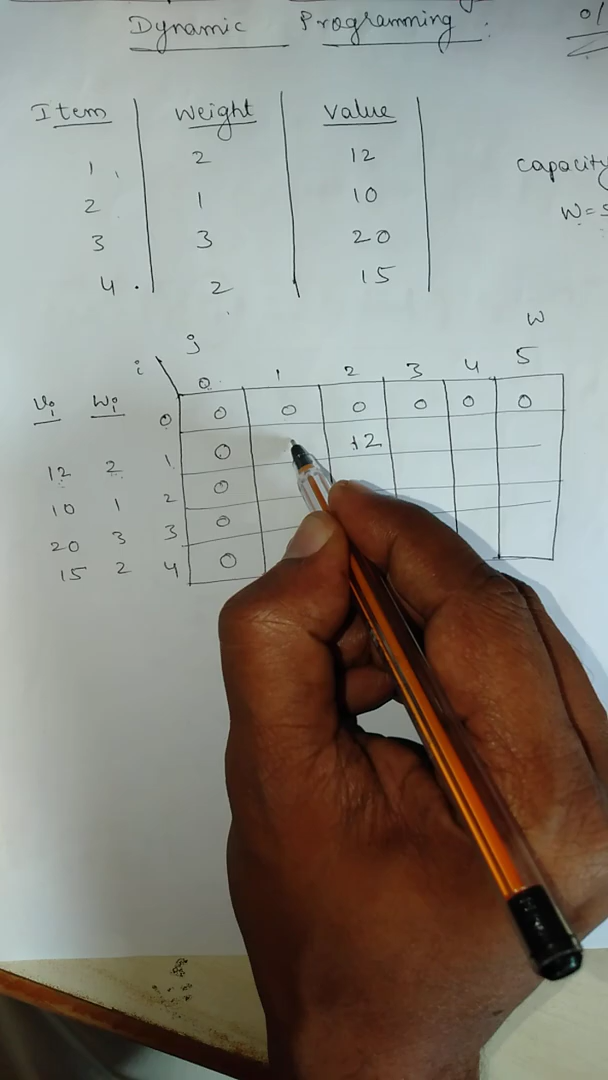 Dynamic Programming : 0/
Item Weight Value
1 2 12
2 1 10
3 3 20
4 2 15
capacity
W=5
j W
i 0 1 2 3 4 5
vi wi 0 0 0 0 0 0 0
12 2 1 0 12
10 1 2 0
20 3 3 0
15 2 4 0